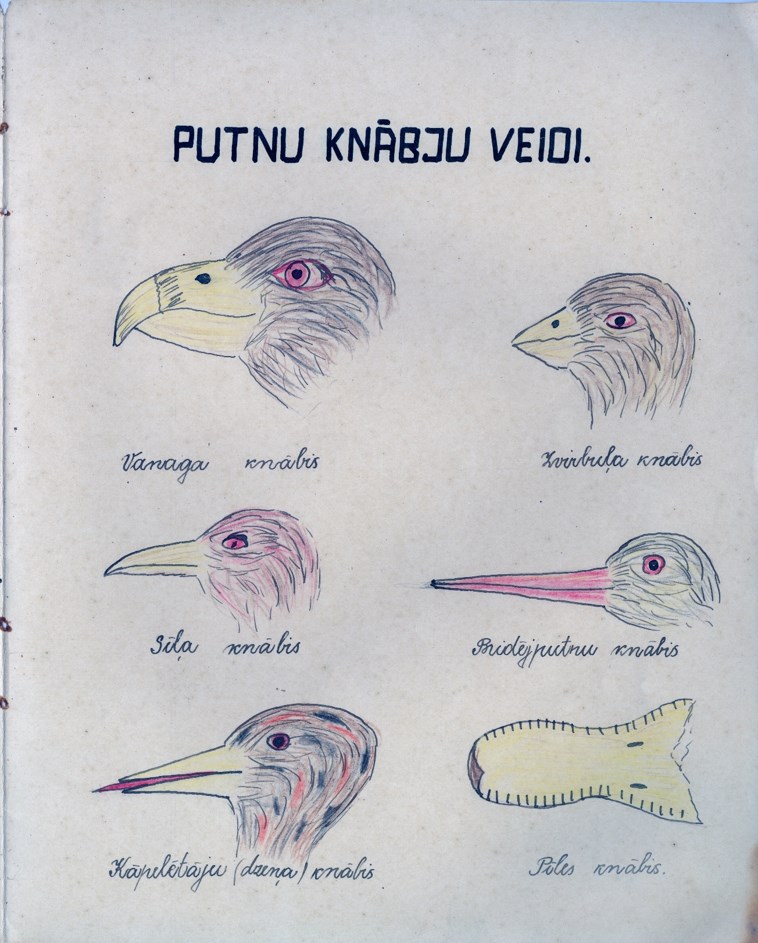 PUTNU KNĀBJU VEIDI.
Vanaga knābis
Zvirbuļa knābis
Sīļa knābis
Bridējputnu knābis
Kāpelētāju (dzeņa) knābis
Pīles knābis.